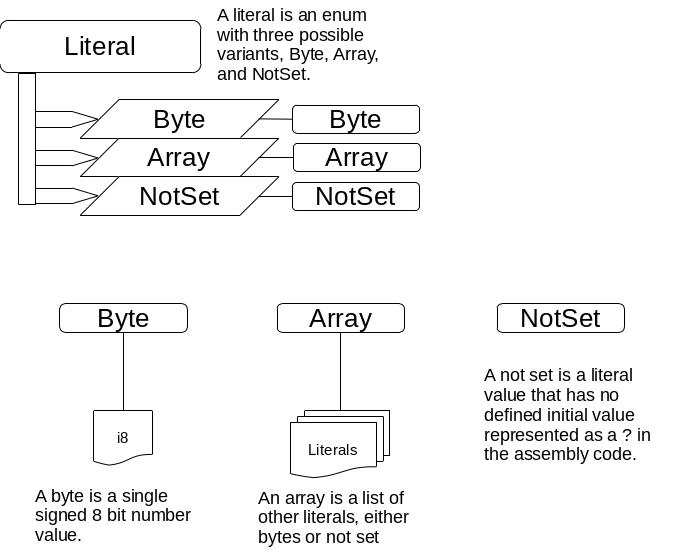 Literal
A literal is an enum
with three possible
variants, Byte, Array,
and NotSet.
Byte
Byte
Array
Array
NotSet
NotSet
Byte
Array
NotSet
i8
Literals
A byte is a single
signed 8 bit number
value.
An array is a list of
other literals, either
bytes or not set
A not set is a literal
value that has no
defined initial value
represented as a ? in
the assembly code.